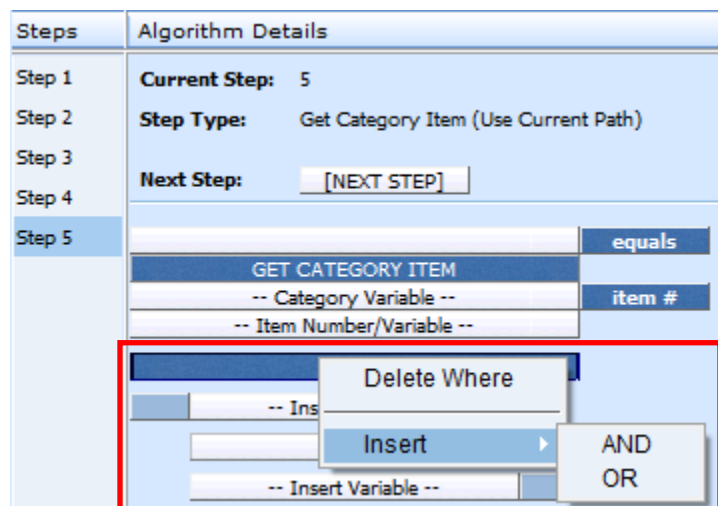 Steps Algorithm Details
Step 1
Step 2
Step 3
Step 4
Step 5
Current Step: 5
Step Type: Get Category Item (Use Current Path)
Next Step: [NEXT STEP]
equals
GET CATEGORY ITEM
-- Category Variable -- item #
-- Item Number/Variable --
Delete Where
-- Ins
Insert AND
OR
-- Insert Variable --